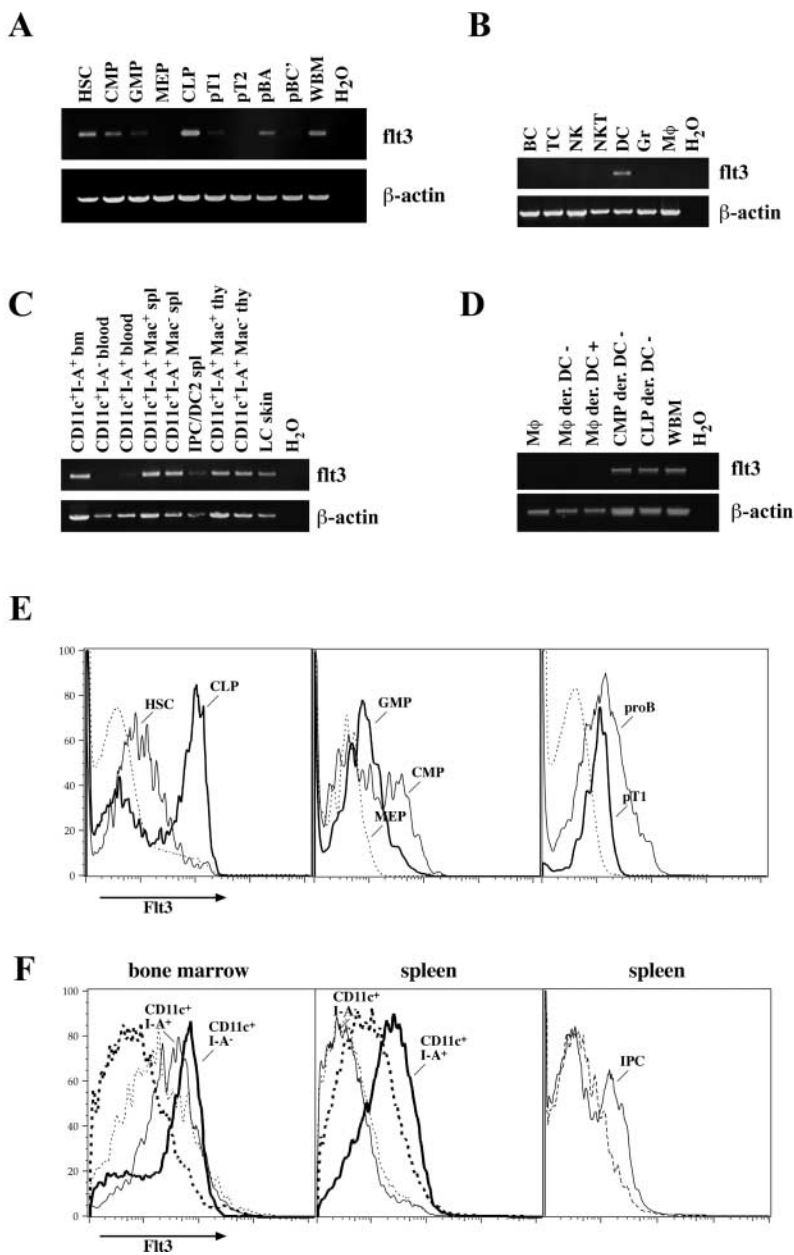 A
HSC
CMP
GMP
MEP
CLP
pT1
pT2
pBA
pBC'
WBM
H₂O
flt3
β-actin
B
BC
TC
NK
NKT
DC
Gr
Mϕ
H₂O
flt3
β-actin
C
CD11c⁺I-A⁺ bm
CD11c⁺I-A⁻ blood
CD11c⁺I-A⁺ blood
CD11c⁺I-A⁺ Mac⁺ spl
CD11c⁺I-A⁺ Mac⁻ spl
IPC/DC2 spl
CD11c⁺I-A⁺ Mac⁺ thy
CD11c⁺I-A⁺ Mac⁻ thy
LC skin
H₂O
flt3
β-actin
D
Mϕ
Mϕ der. DC -
Mϕ der. DC +
CMP der. DC -
CLP der. DC -
WBM
H₂O
flt3
β-actin
E
100
80
60
40
20
0
HSC
CLP
GMP
CMP
MEP
proB
pT1
Flt3
F
bone marrow
spleen
spleen
100
80
60
40
20
0
CD11c⁺
I-A⁺
CD11c⁺
I-A⁻
CD11c⁺
I-A⁻
CD11c⁺
I-A⁺
IPC
Flt3